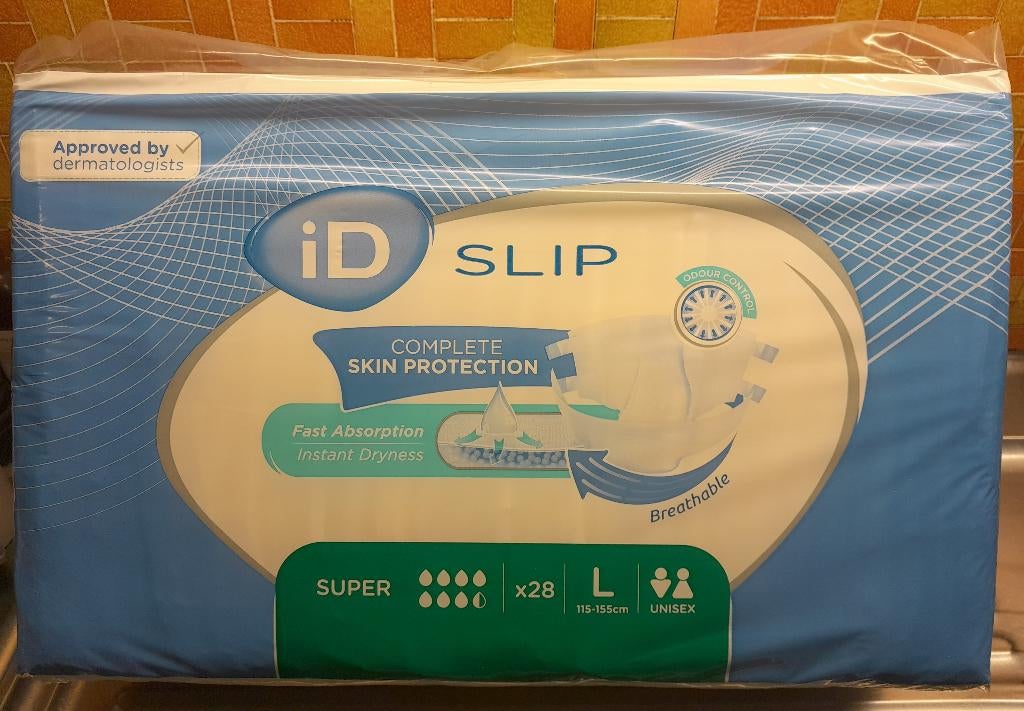 Approved by
dermatologists
iD
SLIP
ODOUR CONTROL
COMPLETE
SKIN PROTECTION
Fast Absorption
Instant Dryness
Breathable
SUPER
x28
L
115-155cm
UNISEX